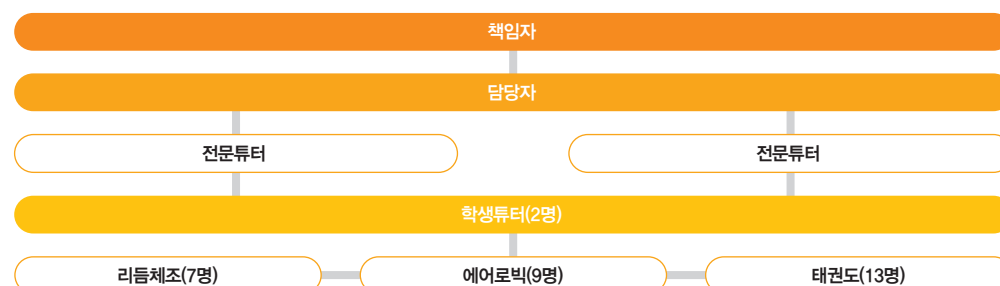 책임자
담당자
전문튜터 전문튜터
학생튜터(2명)
리듬체조(7명) 에어로빅(9명) 태권도(13명)